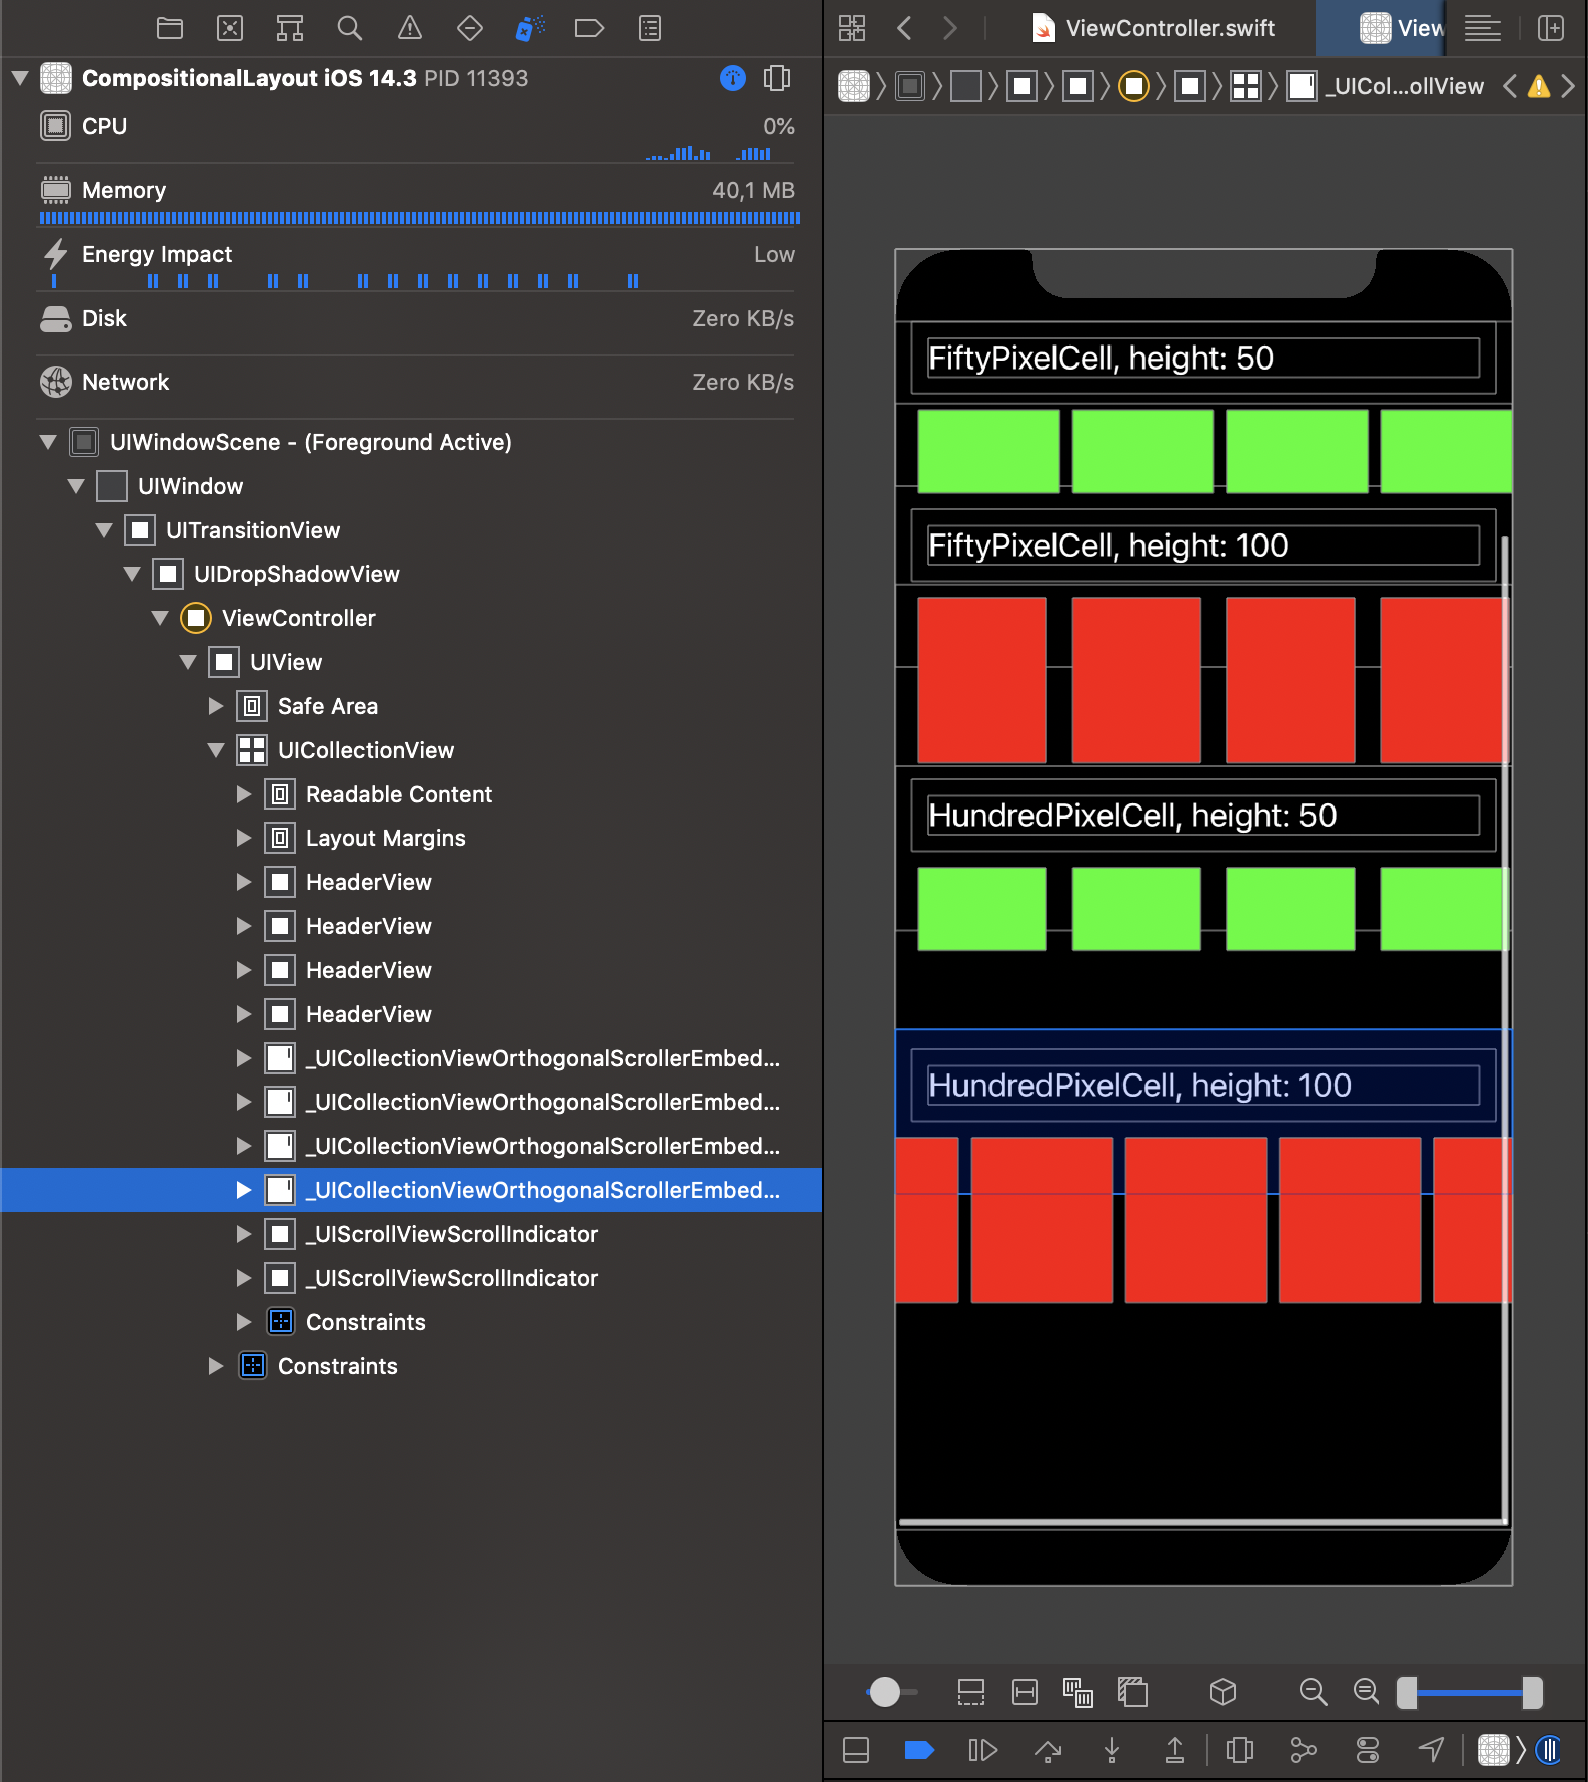 ViewController.swift
View
CompositionalLayout iOS 14.3 PID 11393
_UICol...ollView
CPU
0%
Memory
40,1 MB
Energy Impact
Low
Disk
Zero KB/s
Network
Zero KB/s
UIWindowScene - (Foreground Active)
UIWindow
UITransitionView
UIDropShadowView
ViewController
UIView
Safe Area
UICollectionView
Readable Content
Layout Margins
HeaderView
HeaderView
HeaderView
HeaderView
_UICollectionViewOrthogonalScrollerEmbed...
_UICollectionViewOrthogonalScrollerEmbed...
_UICollectionViewOrthogonalScrollerEmbed...
_UICollectionViewOrthogonalScrollerEmbed...
_UIScrollViewScrollIndicator
_UIScrollViewScrollIndicator
Constraints
Constraints
FiftyPixelCell, height: 50
FiftyPixelCell, height: 100
HundredPixelCell, height: 50
HundredPixelCell, height: 100